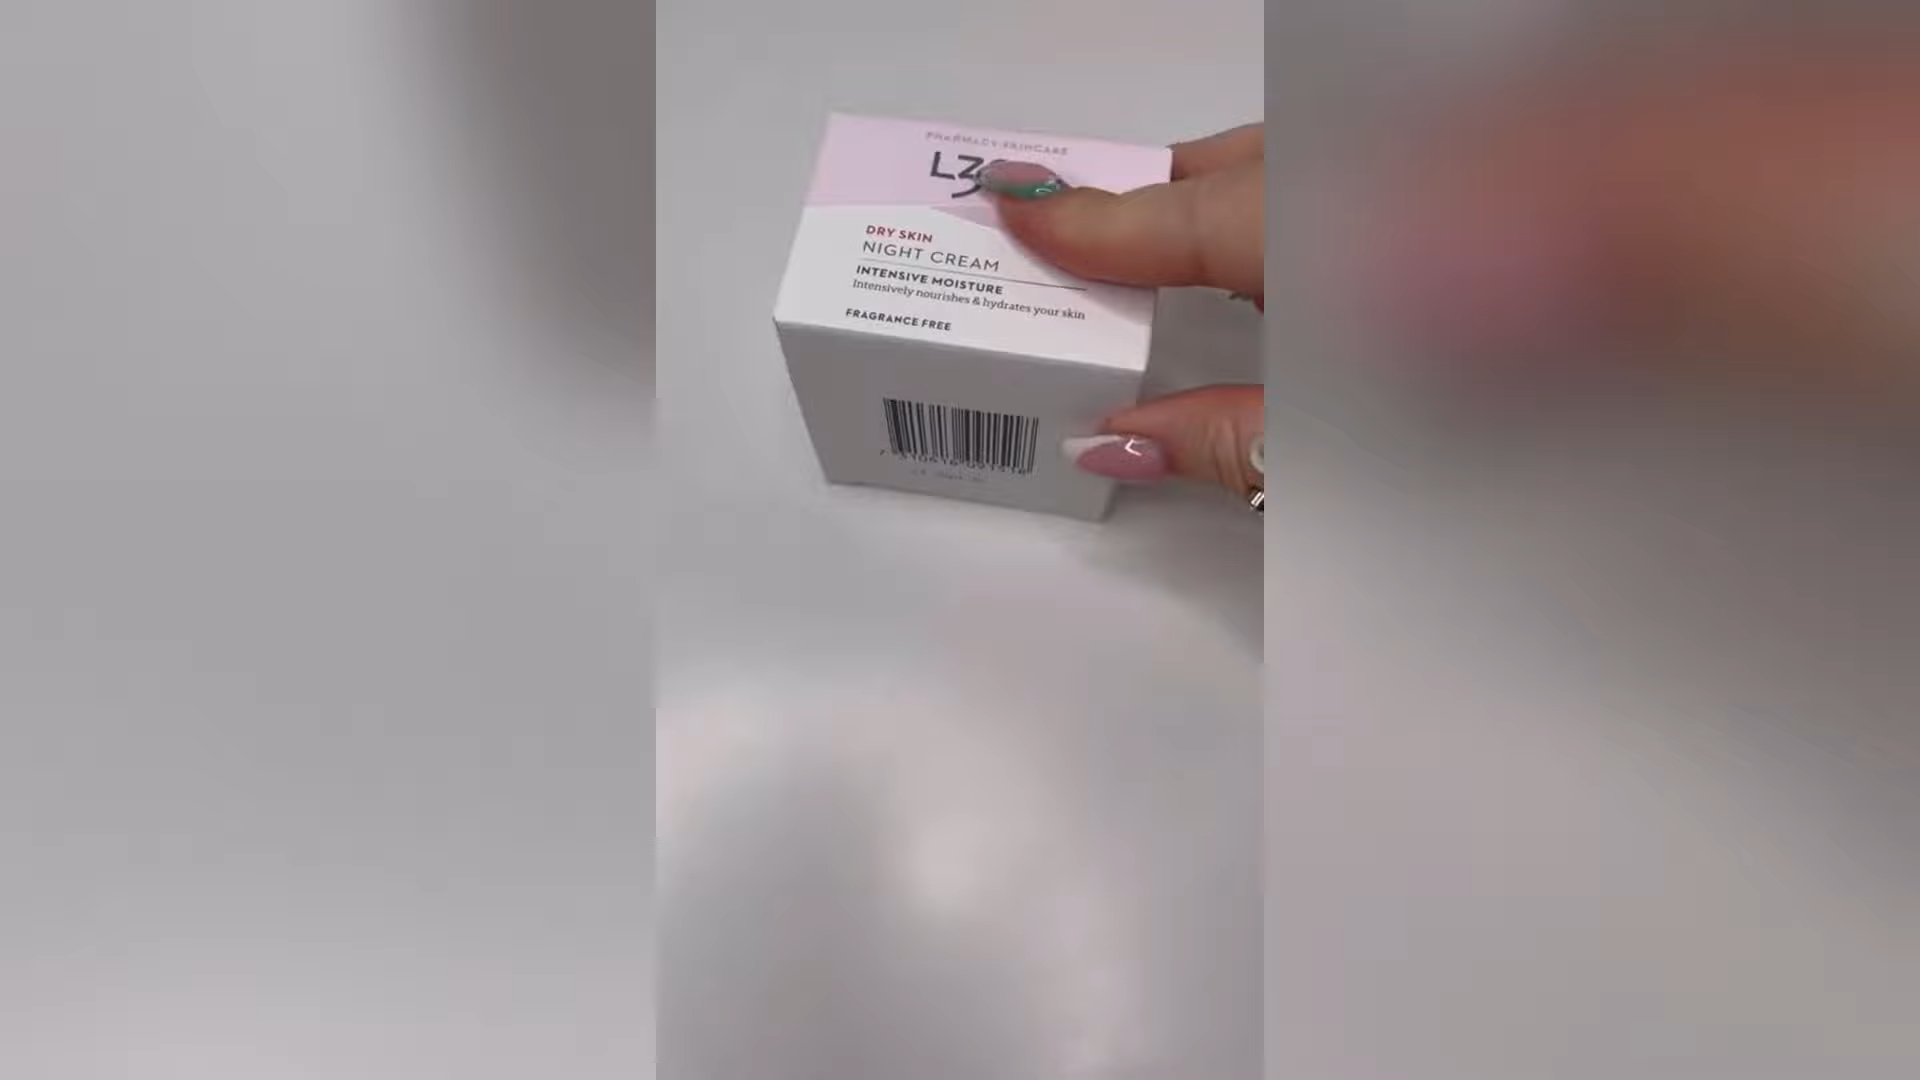 PHARMACY SKINCARE
DRY SKIN
NIGHT CREAM
INTENSIVE MOISTURE
Intensively nourishes & hydrates your skin
FRAGRANCE FREE